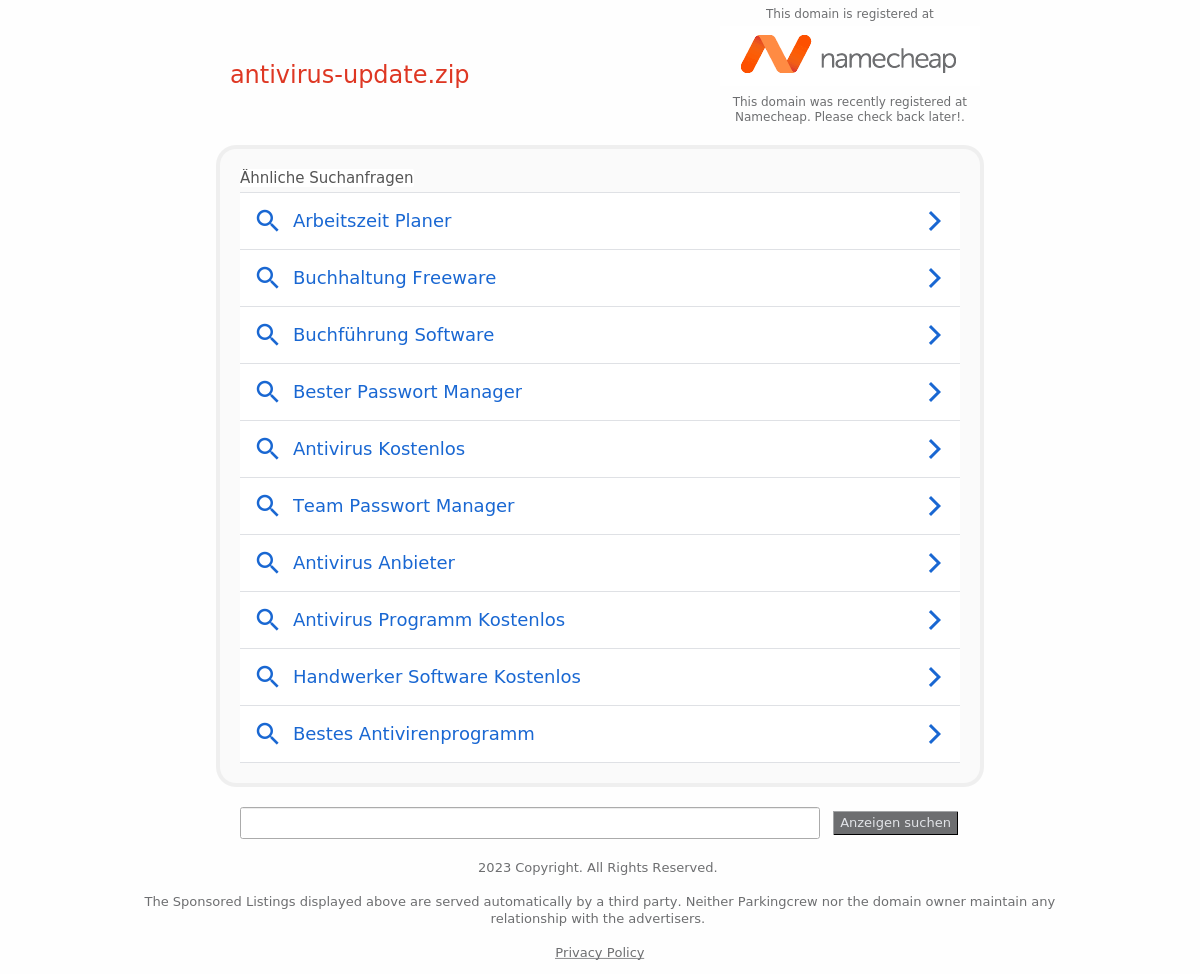 This domain is registered at
namecheap
antivirus-update.zip
This domain was recently registered at
Namecheap. Please check back later!.
Ähnliche Suchanfragen
Arbeitszeit Planer
Buchhaltung Freeware
Buchführung Software
Bester Passwort Manager
Antivirus Kostenlos
Team Passwort Manager
Antivirus Anbieter
Antivirus Programm Kostenlos
Handwerker Software Kostenlos
Bestes Antivirenprogramm
Anzeigen suchen
2023 Copyright. All Rights Reserved.
The Sponsored Listings displayed above are served automatically by a third party. Neither Parkingcrew nor the domain owner maintain any
relationship with the advertisers.
Privacy Policy